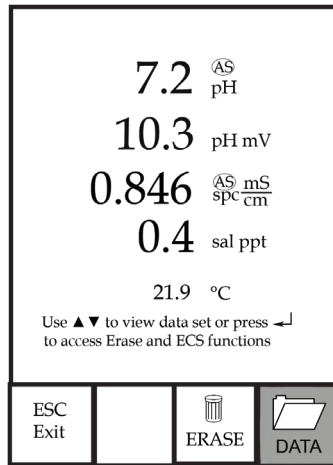 7.2 AS pH
10.3 pH mV
0.846 AS spc mS/cm
0.4 sal ppt
21.9 °C
Use ▲ ▼ to view data set or press ↵
to access Erase and ECS functions
ESC
Exit
ERASE
DATA